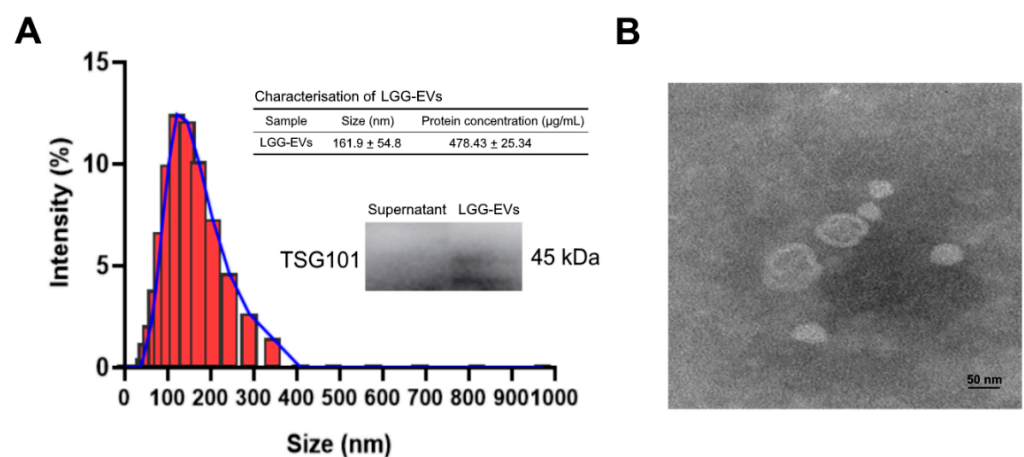 A
B
Characterisation of LGG-EVs
Sample Size (nm) Protein concentration (µg/mL)
LGG-EVs 161.9 ± 54.8 478.43 ± 25.34
Supernatant LGG-EVs
TSG101 45 kDa
Intensity (%)
15
10
5
0
0 100 200 300 400 500 600 700 800 900 1000
Size (nm)
50 nm